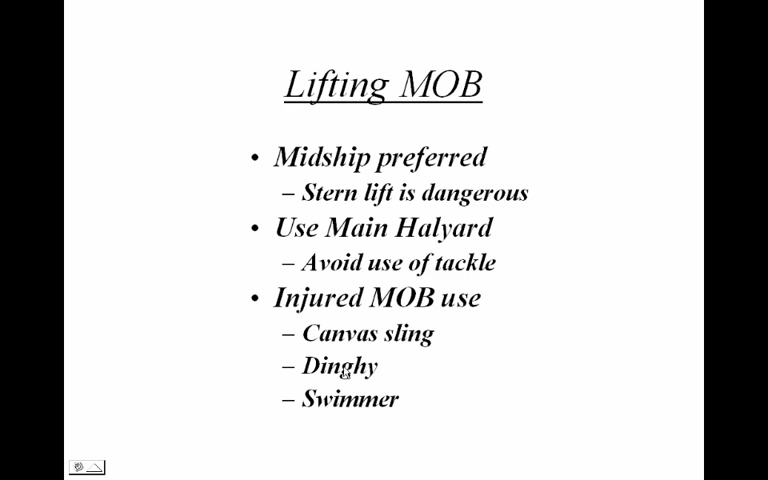 Lifting MOB
• Midship preferred
– Stern lift is dangerous
• Use Main Halyard
– Avoid use of tackle
• Injured MOB use
– Canvas sling
– Dinghy
– Swimmer